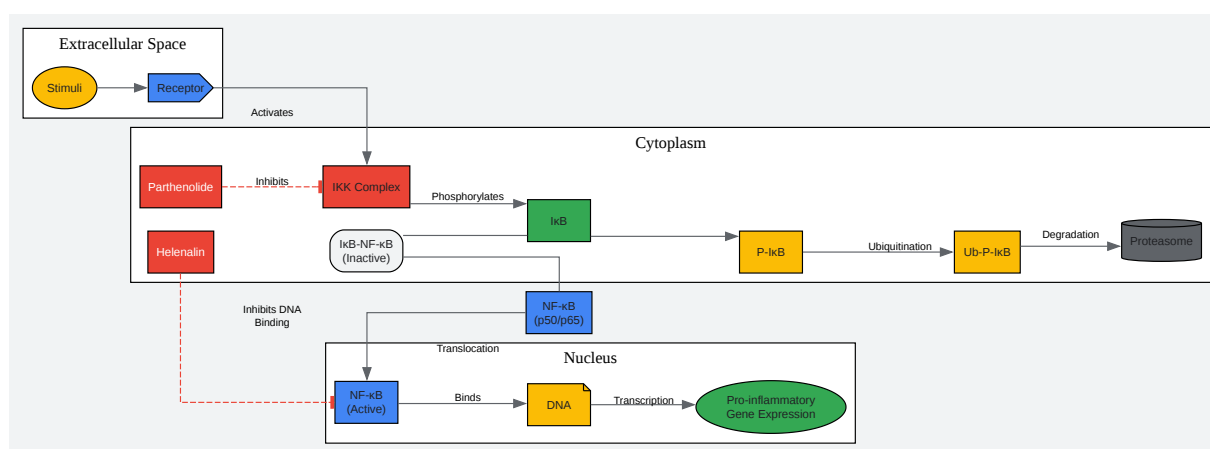 Extracellular Space
Stimuli
Receptor
Activates
Cytoplasm
Parthenolide
Inhibits
IKK Complex
Phosphorylates
IκB
Helenalin
IκB-NF-κB
(Inactive)
P-IκB
Ubiquitination
Ub-P-IκB
Degradation
Proteasome
Inhibits DNA
Binding
NF-κB
(p50/p65)
Translocation
Nucleus
NF-κB
(Active)
Binds
DNA
Transcription
Pro-inflammatory
Gene Expression